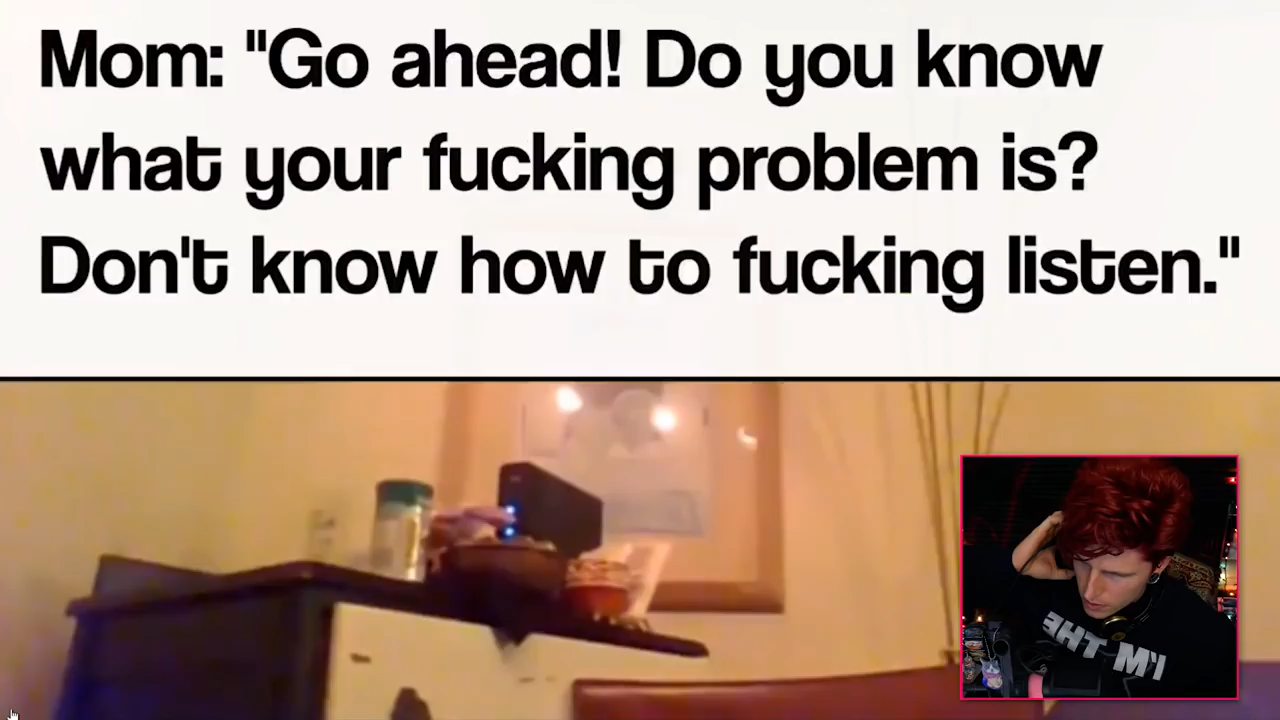 Mom: "Go ahead! Do you know
what your fucking problem is?
Don't know how to fucking listen."